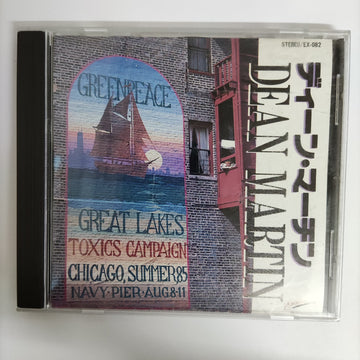 STEREO/EX-082
ディーン・マーチン
DEAN MARTIN
GREENPEACE
GREAT LAKES
TOXICS CAMPAIGN
CHICAGO, SUMMER, 85
NAVY·PIER·AUG 8-11